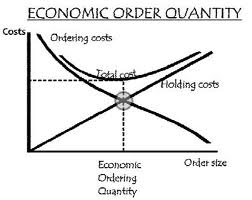 ECONOMIC ORDER QUANTITY
Costs
Ordering costs
Total cost
Holding costs
Economic
Ordering
Quantity
Order size